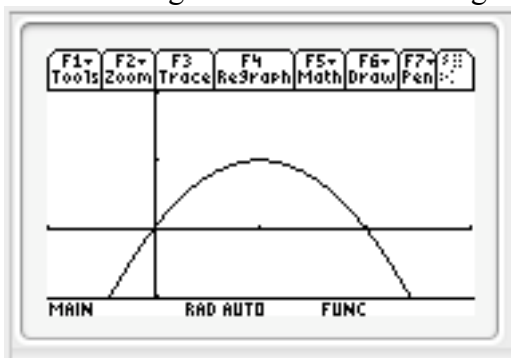 F1▾ F2▾ F3 F4 F5▾ F6▾ F7▾
Tools Zoom Trace ReGraph Math Draw Pen
MAIN RAD AUTO FUNC